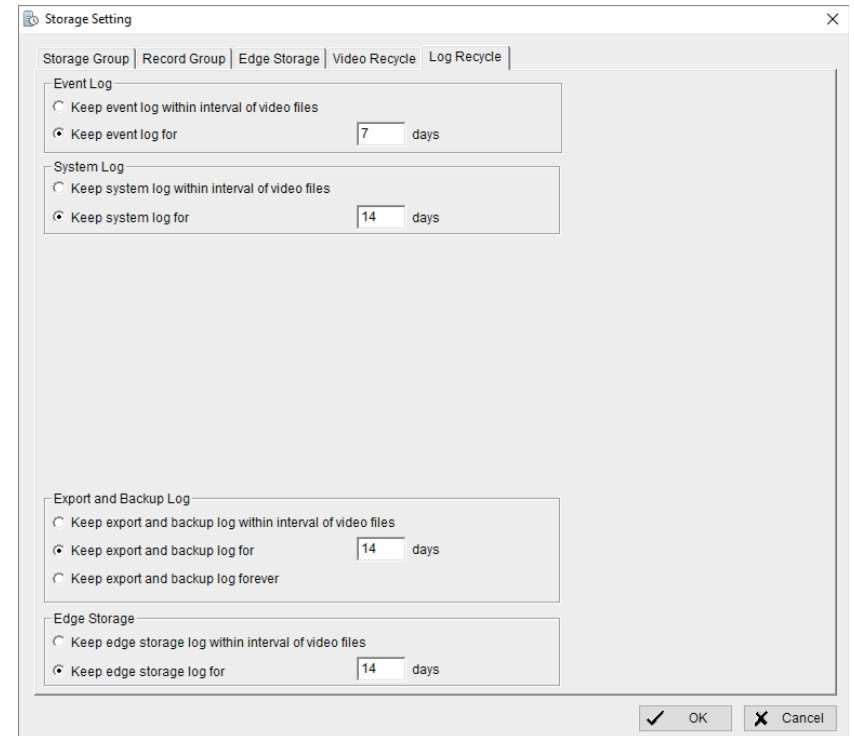 Storage Setting
Storage Group Record Group Edge Storage Video Recycle Log Recycle
Event Log
Keep event log within interval of video files
Keep event log for 7 days
System Log
Keep system log within interval of video files
Keep system log for 14 days
Export and Backup Log
Keep export and backup log within interval of video files
Keep export and backup log for 14 days
Keep export and backup log forever
Edge Storage
Keep edge storage log within interval of video files
Keep edge storage log for 14 days
OK Cancel